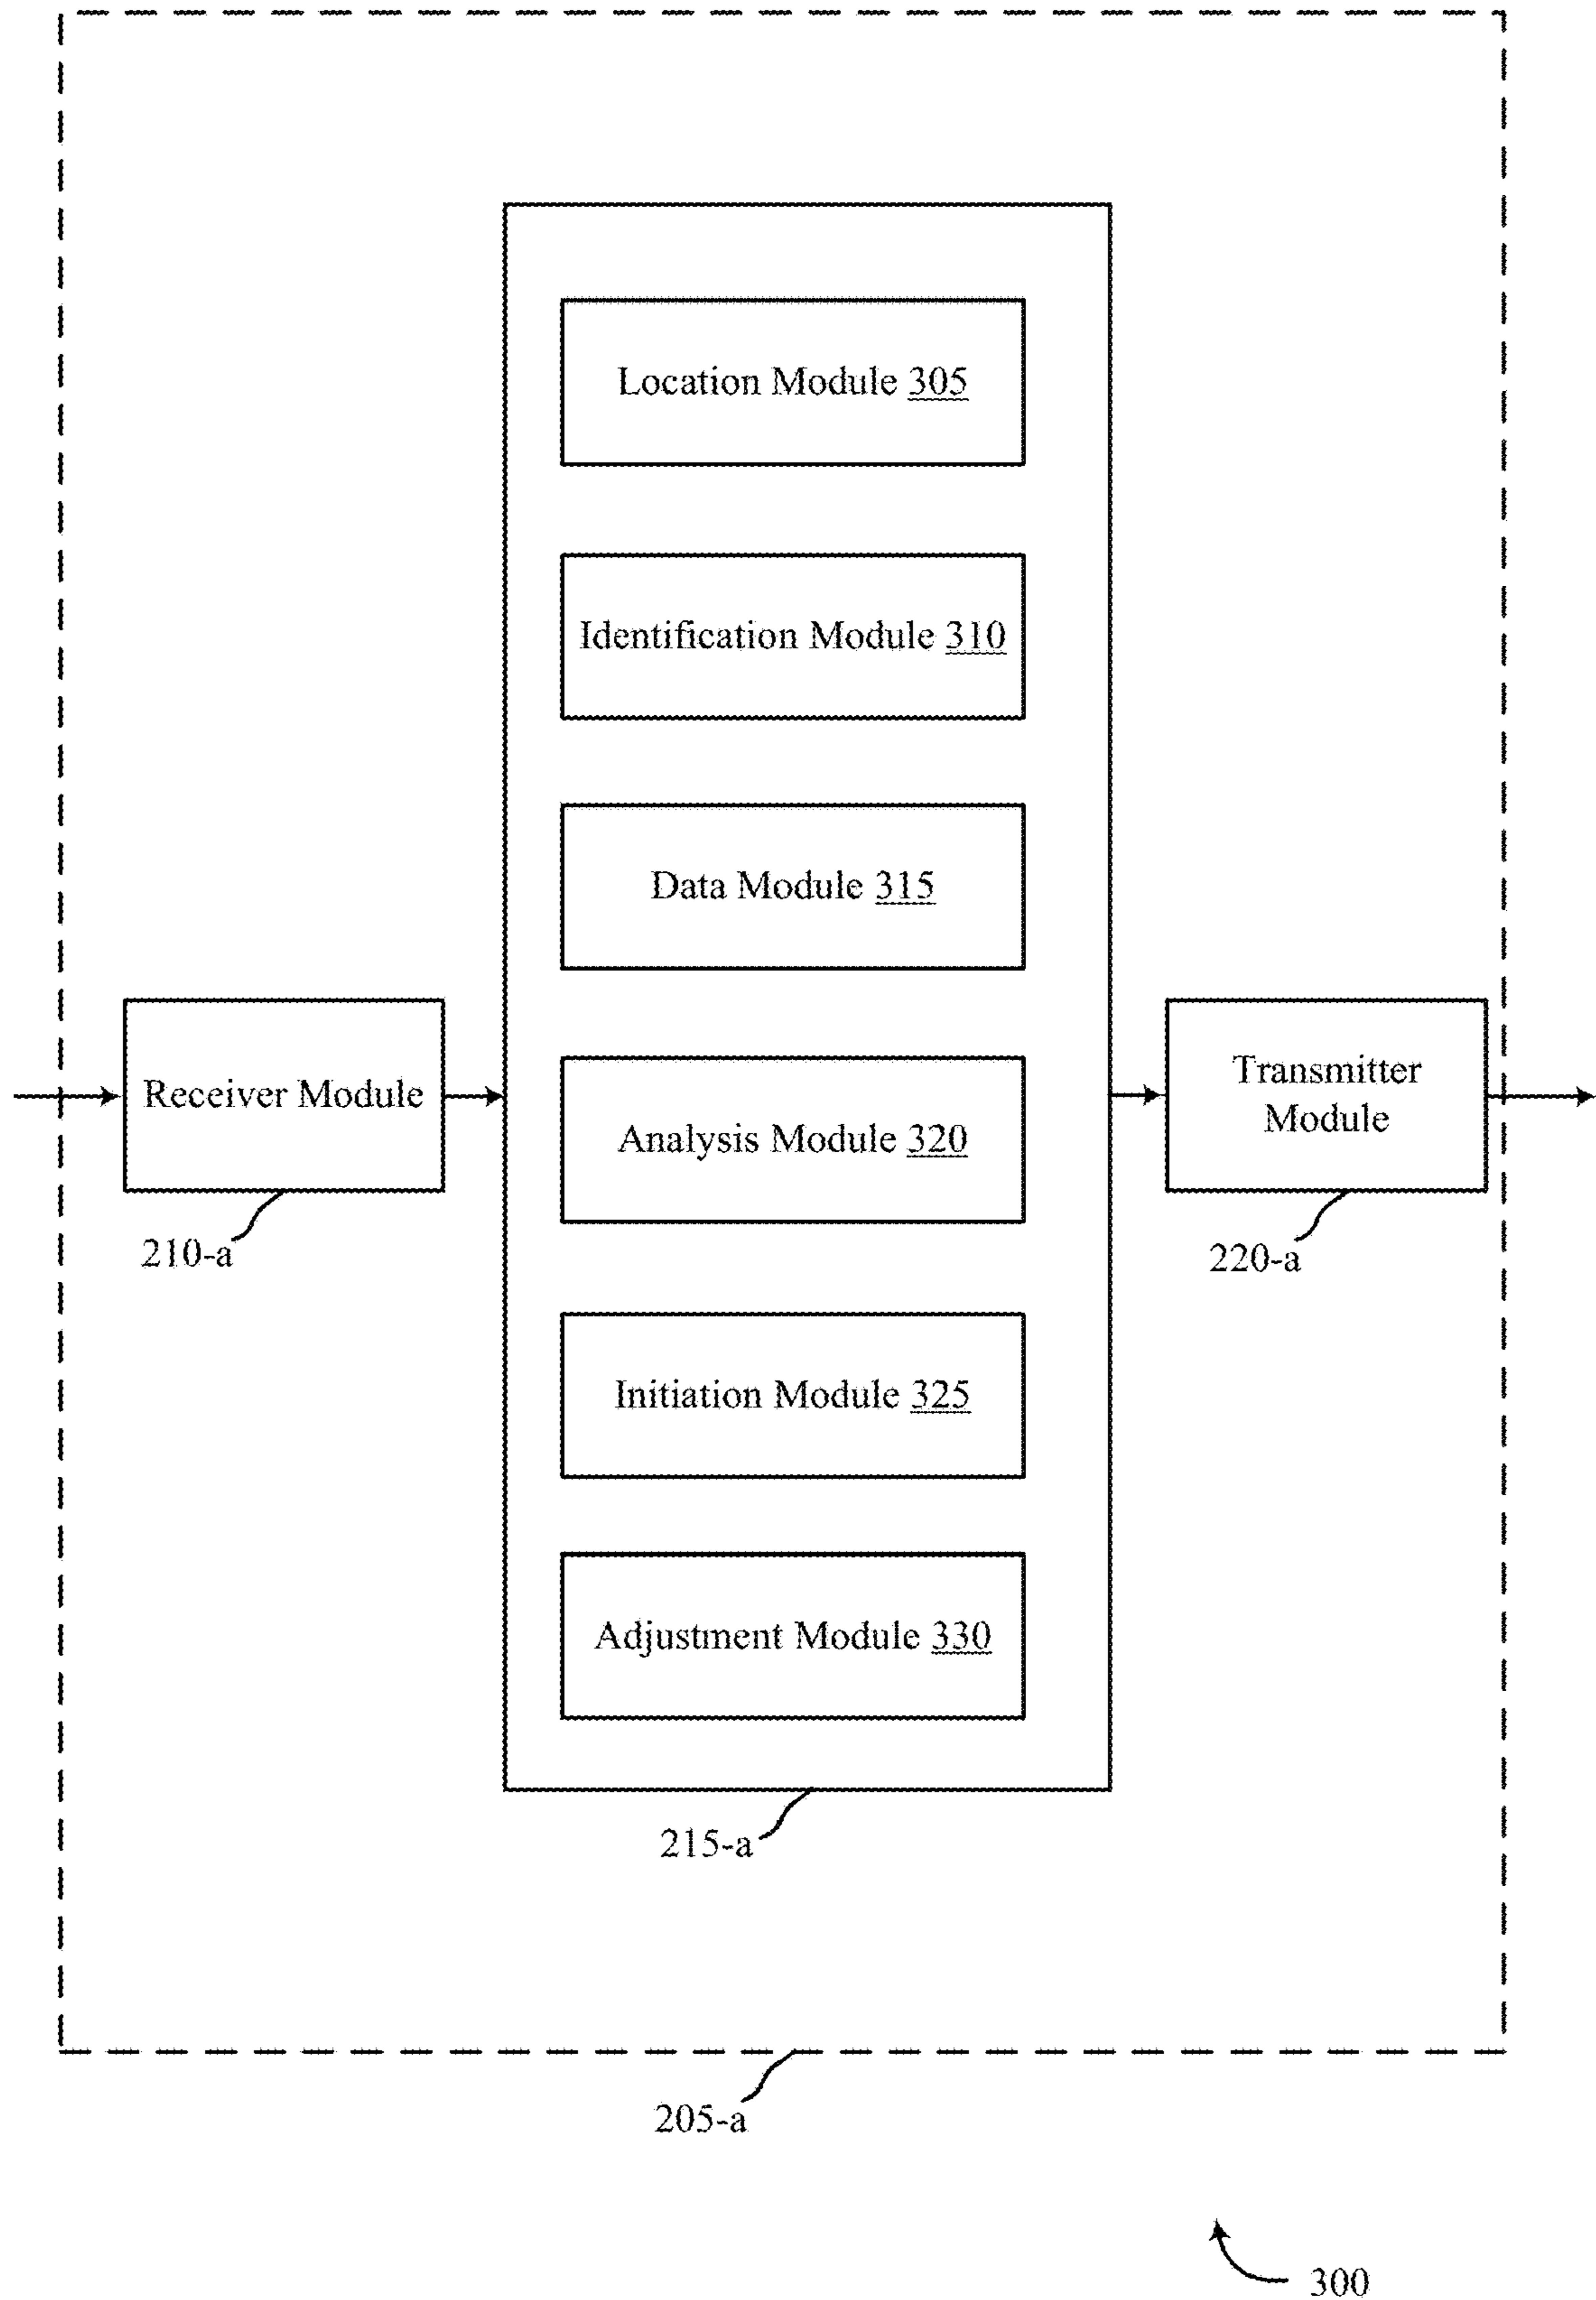 Location Module 305
Identification Module 310
Data Module 315
Receiver Module
Transmitter
Module
Analysis Module 320
210-a
220-a
Initiation Module 325
Adjustment Module 330
215-a
205-a
300